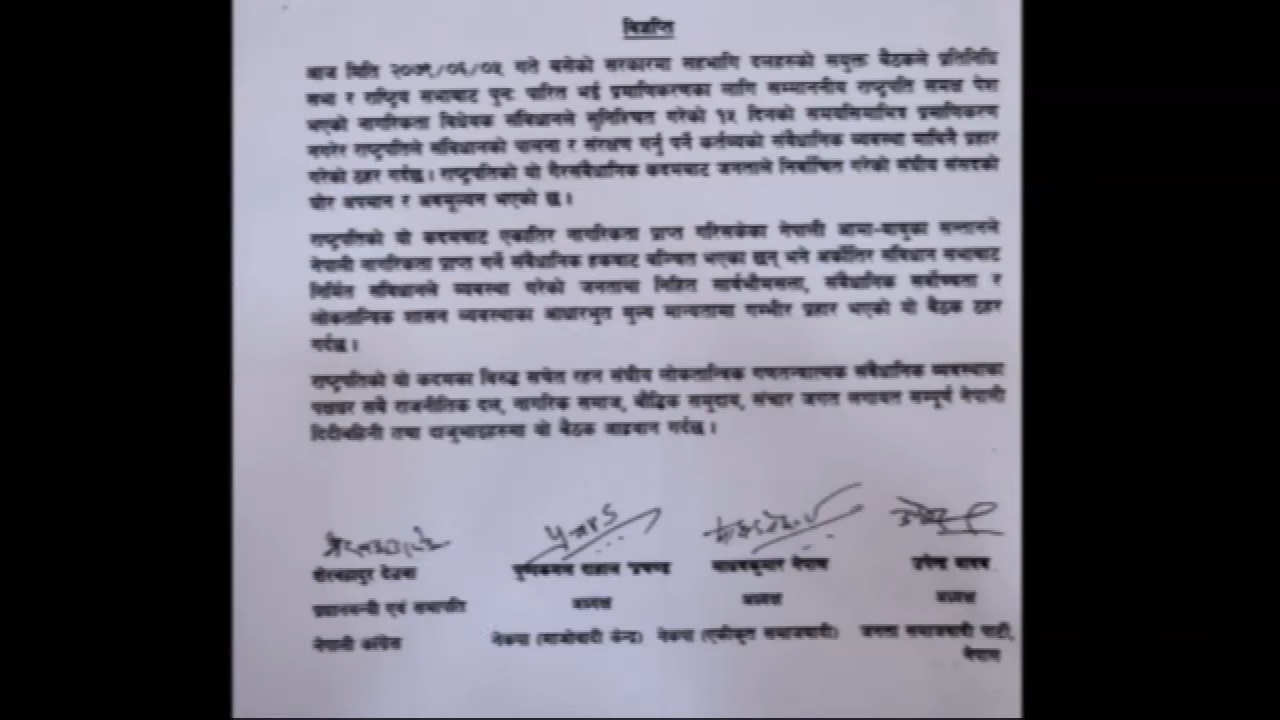 विज्ञप्ति
आज मिति २०७९/०६/०५ गते बसेको सरकारमा सहभागि दलहरुको संयुक्त बैठकले प्रतिनिधि
सभा र राष्ट्रिय सभाबाट पुनः पारित भई प्रमाणिकरणका लागि सम्माननीय राष्ट्रपति समक्ष पेश
भएको नागरिकता विधेयक संविधानले सुनिश्चित गरेको १५ दिनको समयसिमाभित्र प्रमाणिकरण
नगरेर राष्ट्रपतिले संविधानको पालना र संरक्षण गर्नु पर्ने कर्तव्यको संवैधानिक व्यवस्था माथिनै प्रहार
गरेको ठहर गर्दछ । राष्ट्रपतिको यो गैरसंवैधानिक कदमबाट जनताले निर्वाचित गरेको संघीय संसदको
घोर अपमान र अवमूल्यन भएको छ ।
राष्ट्रपतिको यो कदमबाट एकातिर नागरिकता प्राप्त गरिसकेका नेपाली आमा-बाबुका सन्तानले
नेपाली नागरिकता प्राप्त गर्ने संवैधानिक हकबाट वञ्चित भएका छन् भने अर्कोतिर संविधान सभाबाट
निर्मित संविधानले व्यवस्था गरेको जनतामा निहित सार्वभौमसत्ता, संवैधानिक सर्वोच्चता र
लोकतान्त्रिक शासन व्यवस्थाका आधारभुत मुल्य मान्यतामा गम्भीर प्रहार भएको यो बैठक ठहर
गर्दछ ।
राष्ट्रपतिको यो कदमका विरुद्ध सचेत रहन संघीय लोकतान्त्रिक गणतन्त्रात्मक संवैधानिक व्यवस्थाका
पक्षधर सबै राजनीतिक दल, नागरिक समाज, बौद्धिक समुदाय, संचार जगत लगायत सम्पूर्ण नेपाली
दिदीबहिनी तथा दाजुभाइहरुमा यो बैठक आह्वान गर्दछ ।
शेरबहादुर देउवा पुष्पकमल दाहाल 'प्रचण्ड' माधवकुमार नेपाल उपेन्द्र यादव
प्रधानमन्त्री एवं सभापति अध्यक्ष अध्यक्ष अध्यक्ष
नेपाली कांग्रेस नेकपा (माओवादी केन्द्र) नेकपा (एकीकृत समाजवादी) जनता समाजवादी पार्टी,
नेपाल